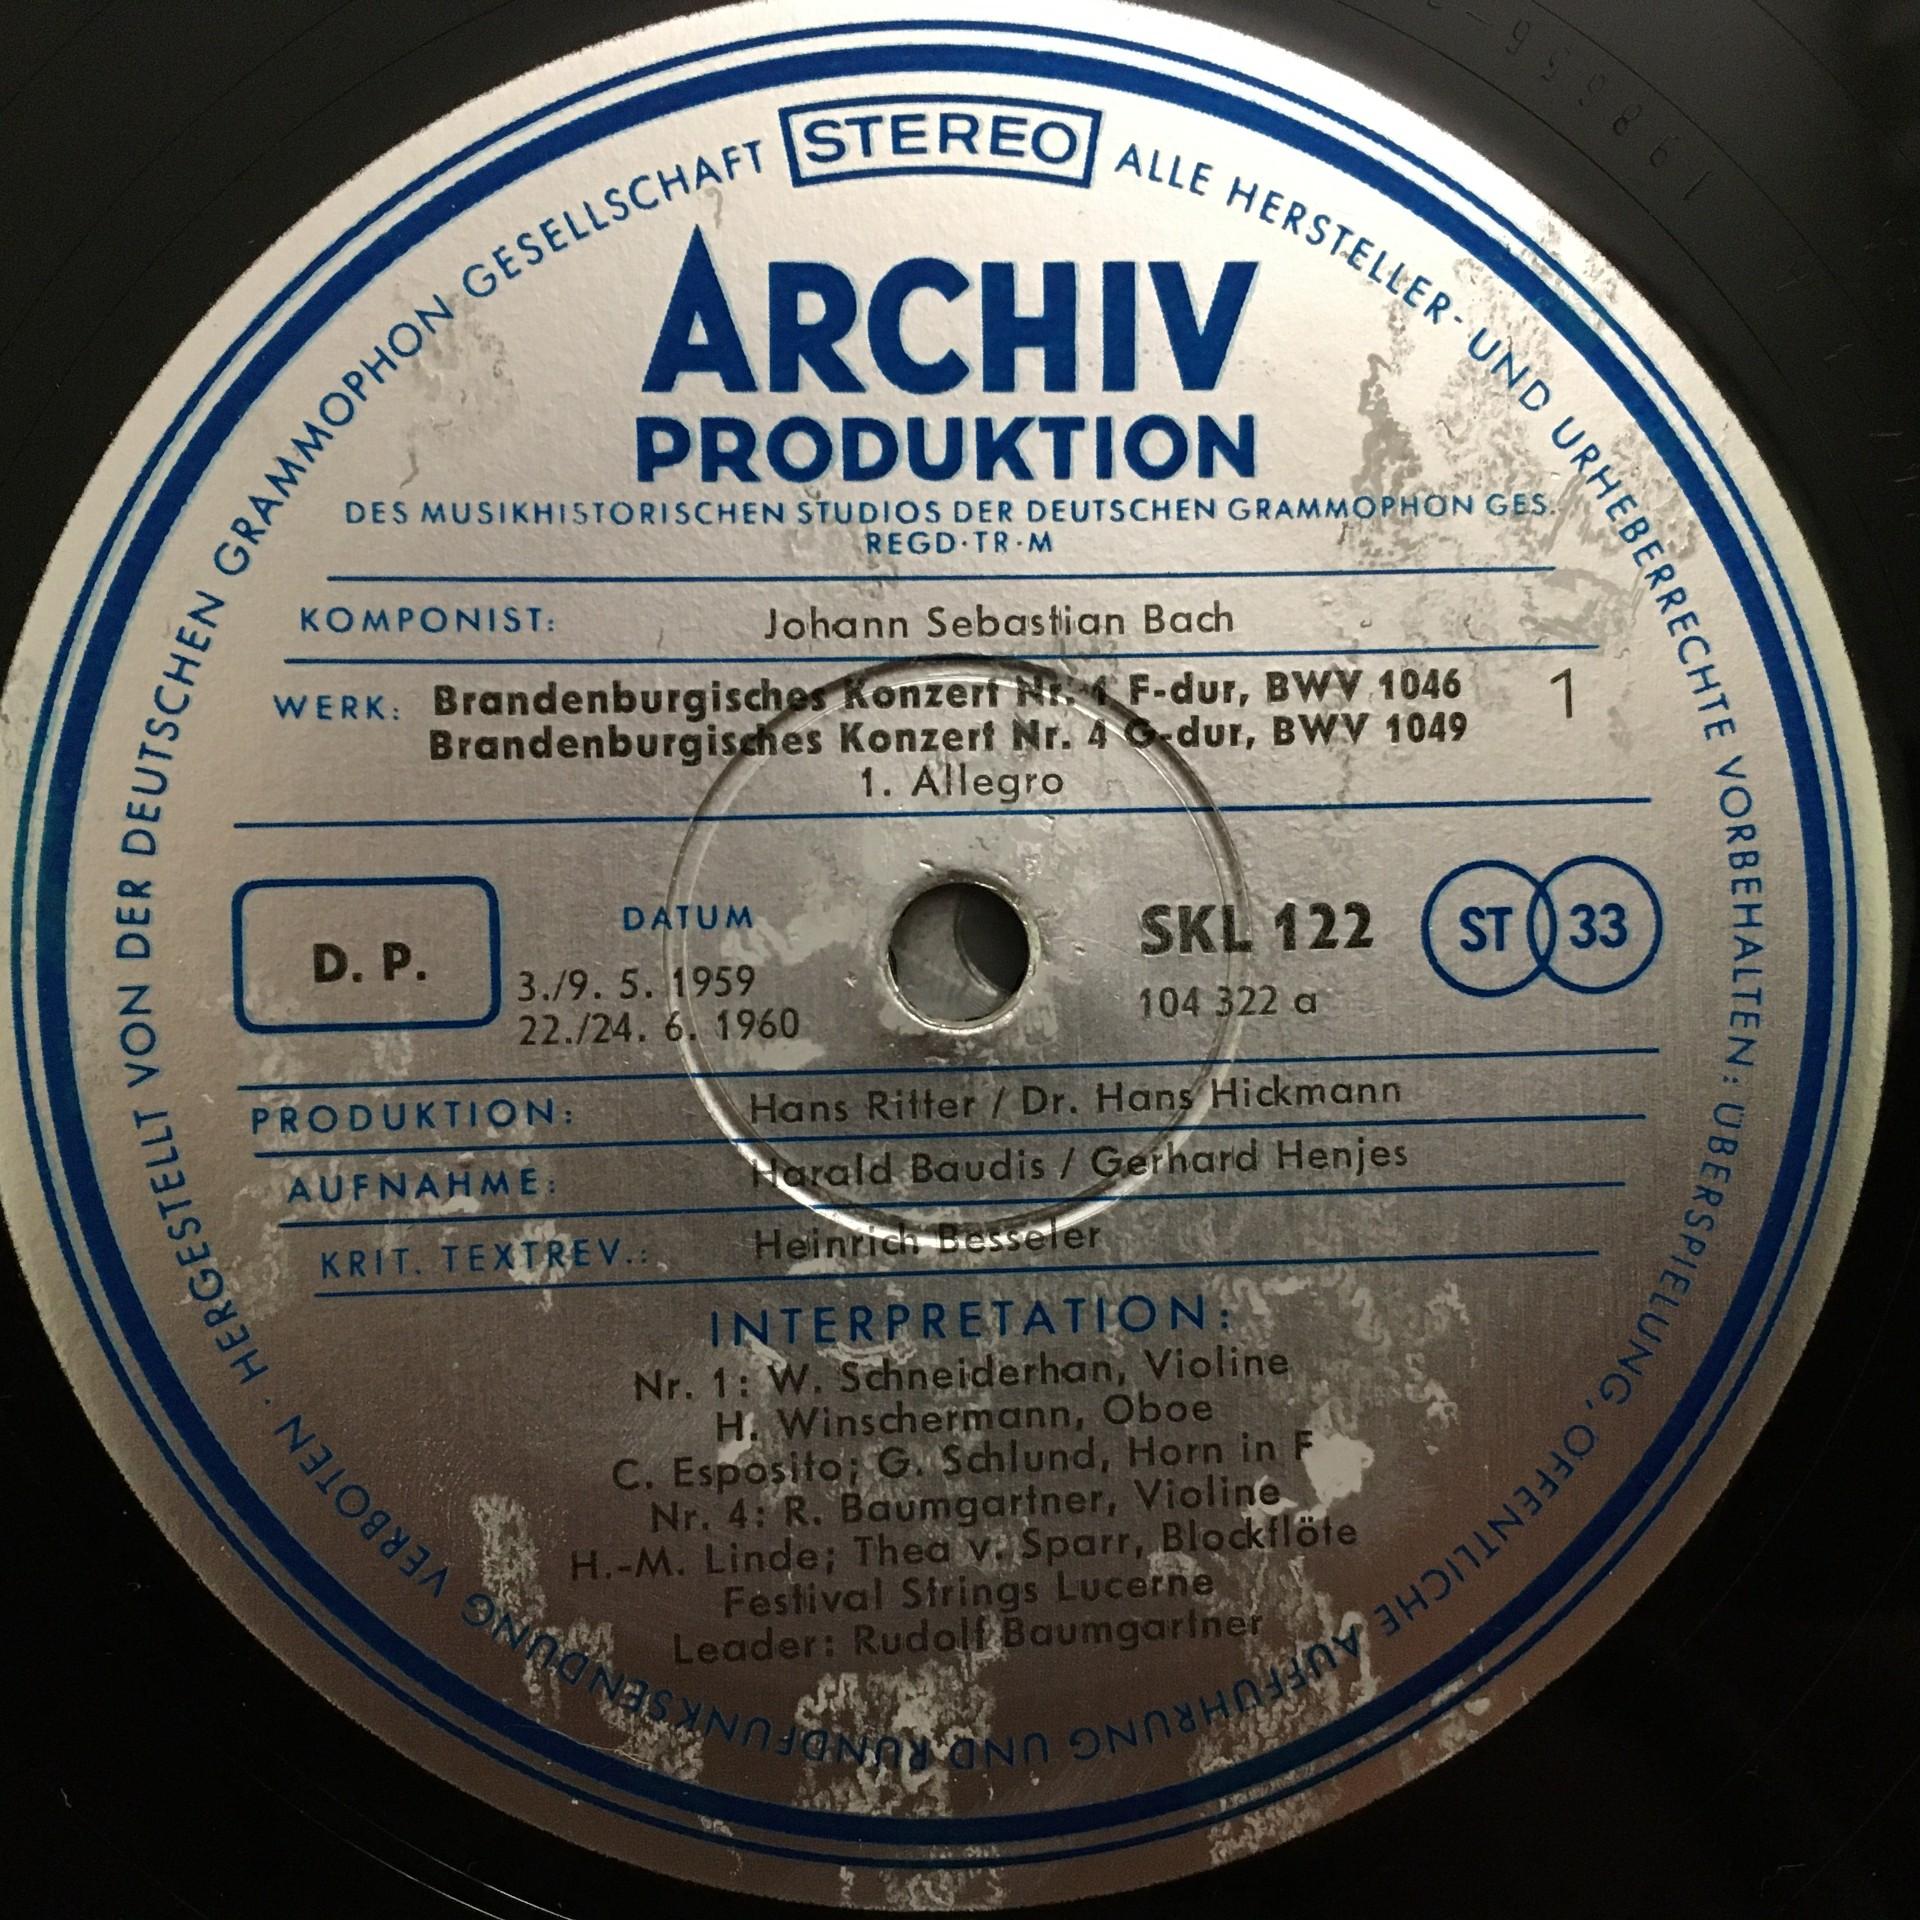 STEREO
HERGESTELLT VON DER DEUTSCHEN GRAMMOPHON GESELLSCHAFT
ALLE HERSTELLER- UND URHEBERRECHTE VORBEHALTEN; ÜBERSPIELUNG, ÖFFENTLICHE AUFFÜHRUNG UND RUNDFUNKSENDUNG VERBOTEN ·
ARCHIV
PRODUKTION
DES MUSIKHISTORISCHEN STUDIOS DER DEUTSCHEN GRAMMOPHON GES.
REGD·TR·M
KOMPONIST: Johann Sebastian Bach
WERK: Brandenburgisches Konzert Nr. 1 F-dur, BWV 1046 1
Brandenburgisches Konzert Nr. 4 G-dur, BWV 1049
1. Allegro
D. P.
DATUM
3./9. 5. 1959
22./24. 6. 1960
SKL 122
104 322 a
ST 33
PRODUKTION: Hans Ritter / Dr. Hans Hickmann
AUFNAHME: Harald Baudis / Gerhard Henjes
KRIT. TEXTREV.: Heinrich Besseler
INTERPRETATION:
Nr. 1: W. Schneiderhan, Violine
H. Winschermann, Oboe
C. Esposito; G. Schlund, Horn in F
Nr. 4: R. Baumgartner, Violine
H.-M. Linde; Thea v. Sparr, Blockflöte
Festival Strings Lucerne
Leader: Rudolf Baumgartner